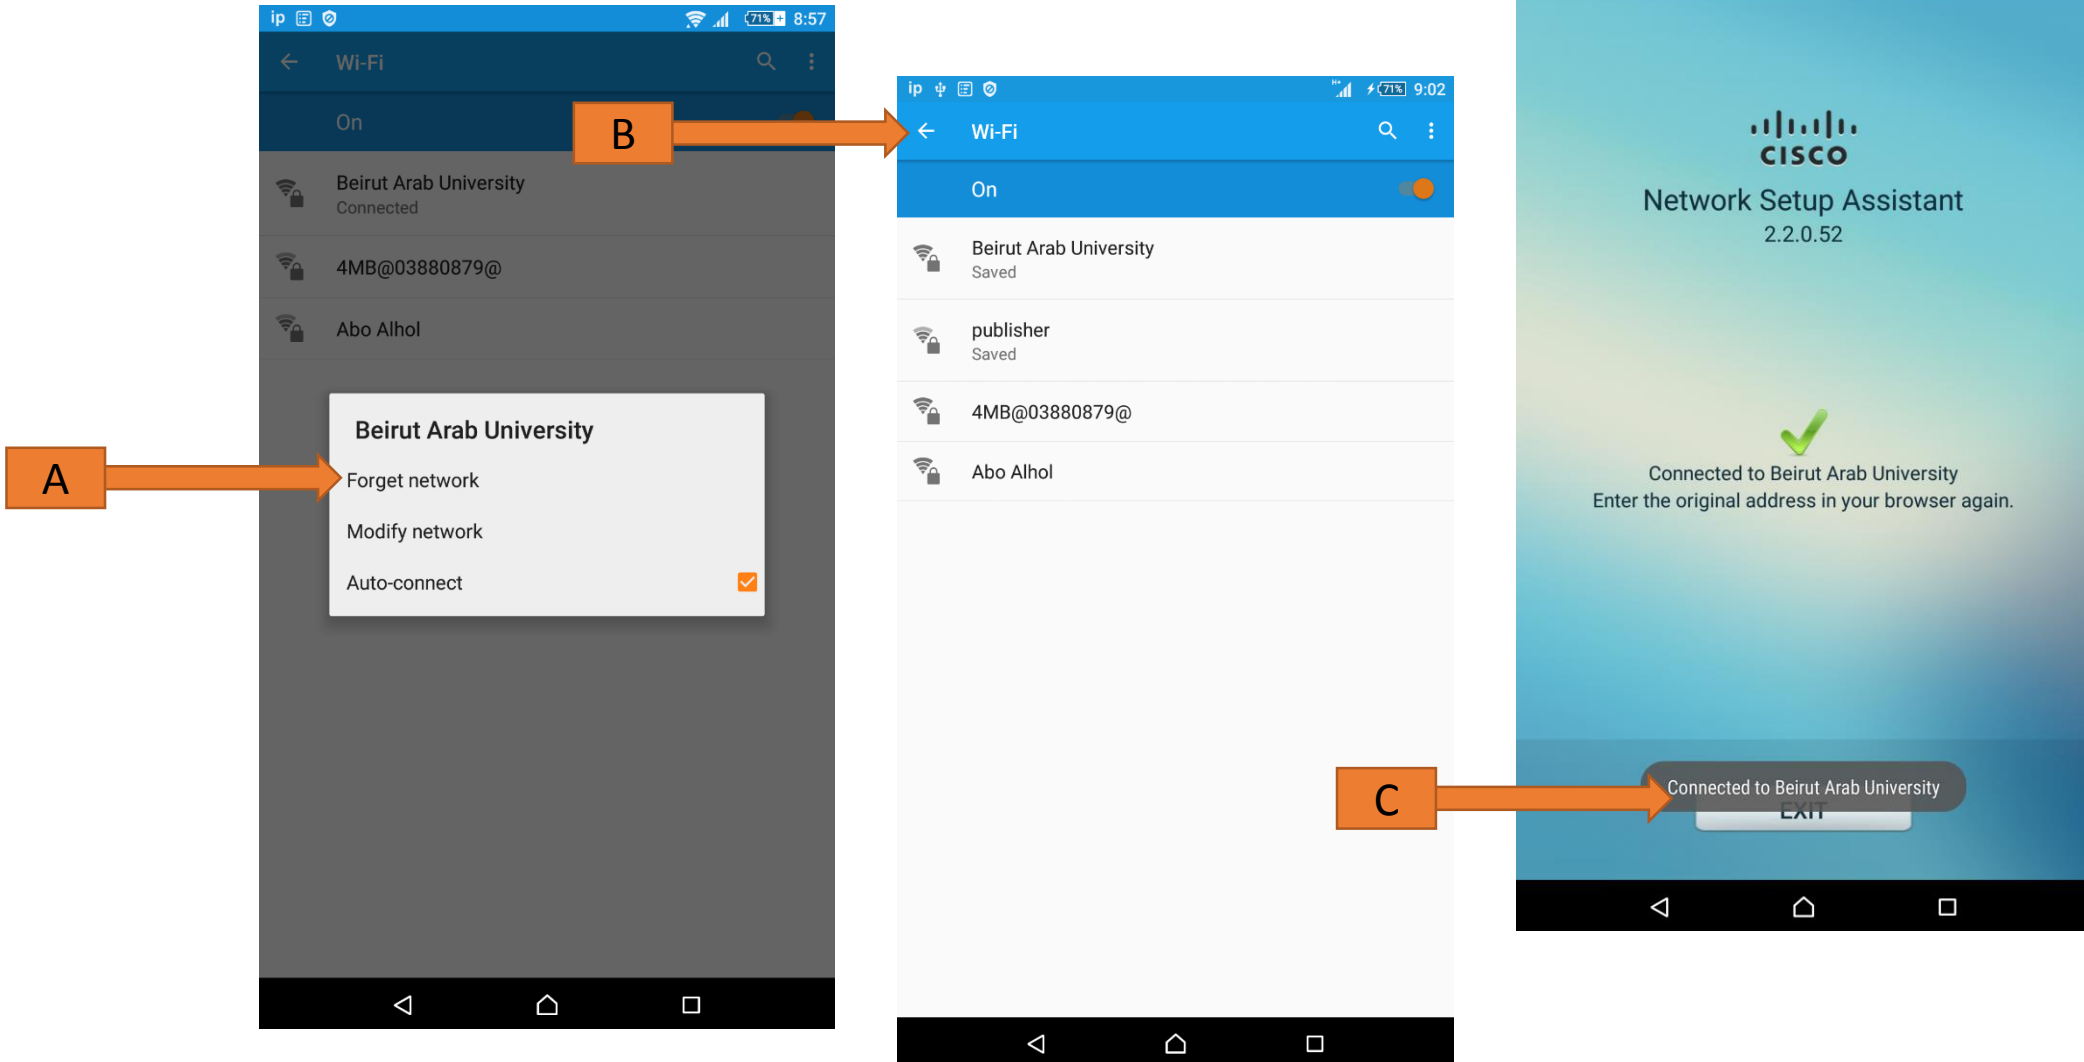 ip 71% 8:57
Wi-Fi
On
Beirut Arab University
Connected
4MB@03880879@
Abo Alhol
Beirut Arab University
Forget network
Modify network
Auto-connect
A
B
ip H+ 71% 9:02
Wi-Fi
On
Beirut Arab University
Saved
publisher
Saved
4MB@03880879@
Abo Alhol
C
CISCO
Network Setup Assistant
2.2.0.52
Connected to Beirut Arab University
Enter the original address in your browser again.
Connected to Beirut Arab University
EXIT